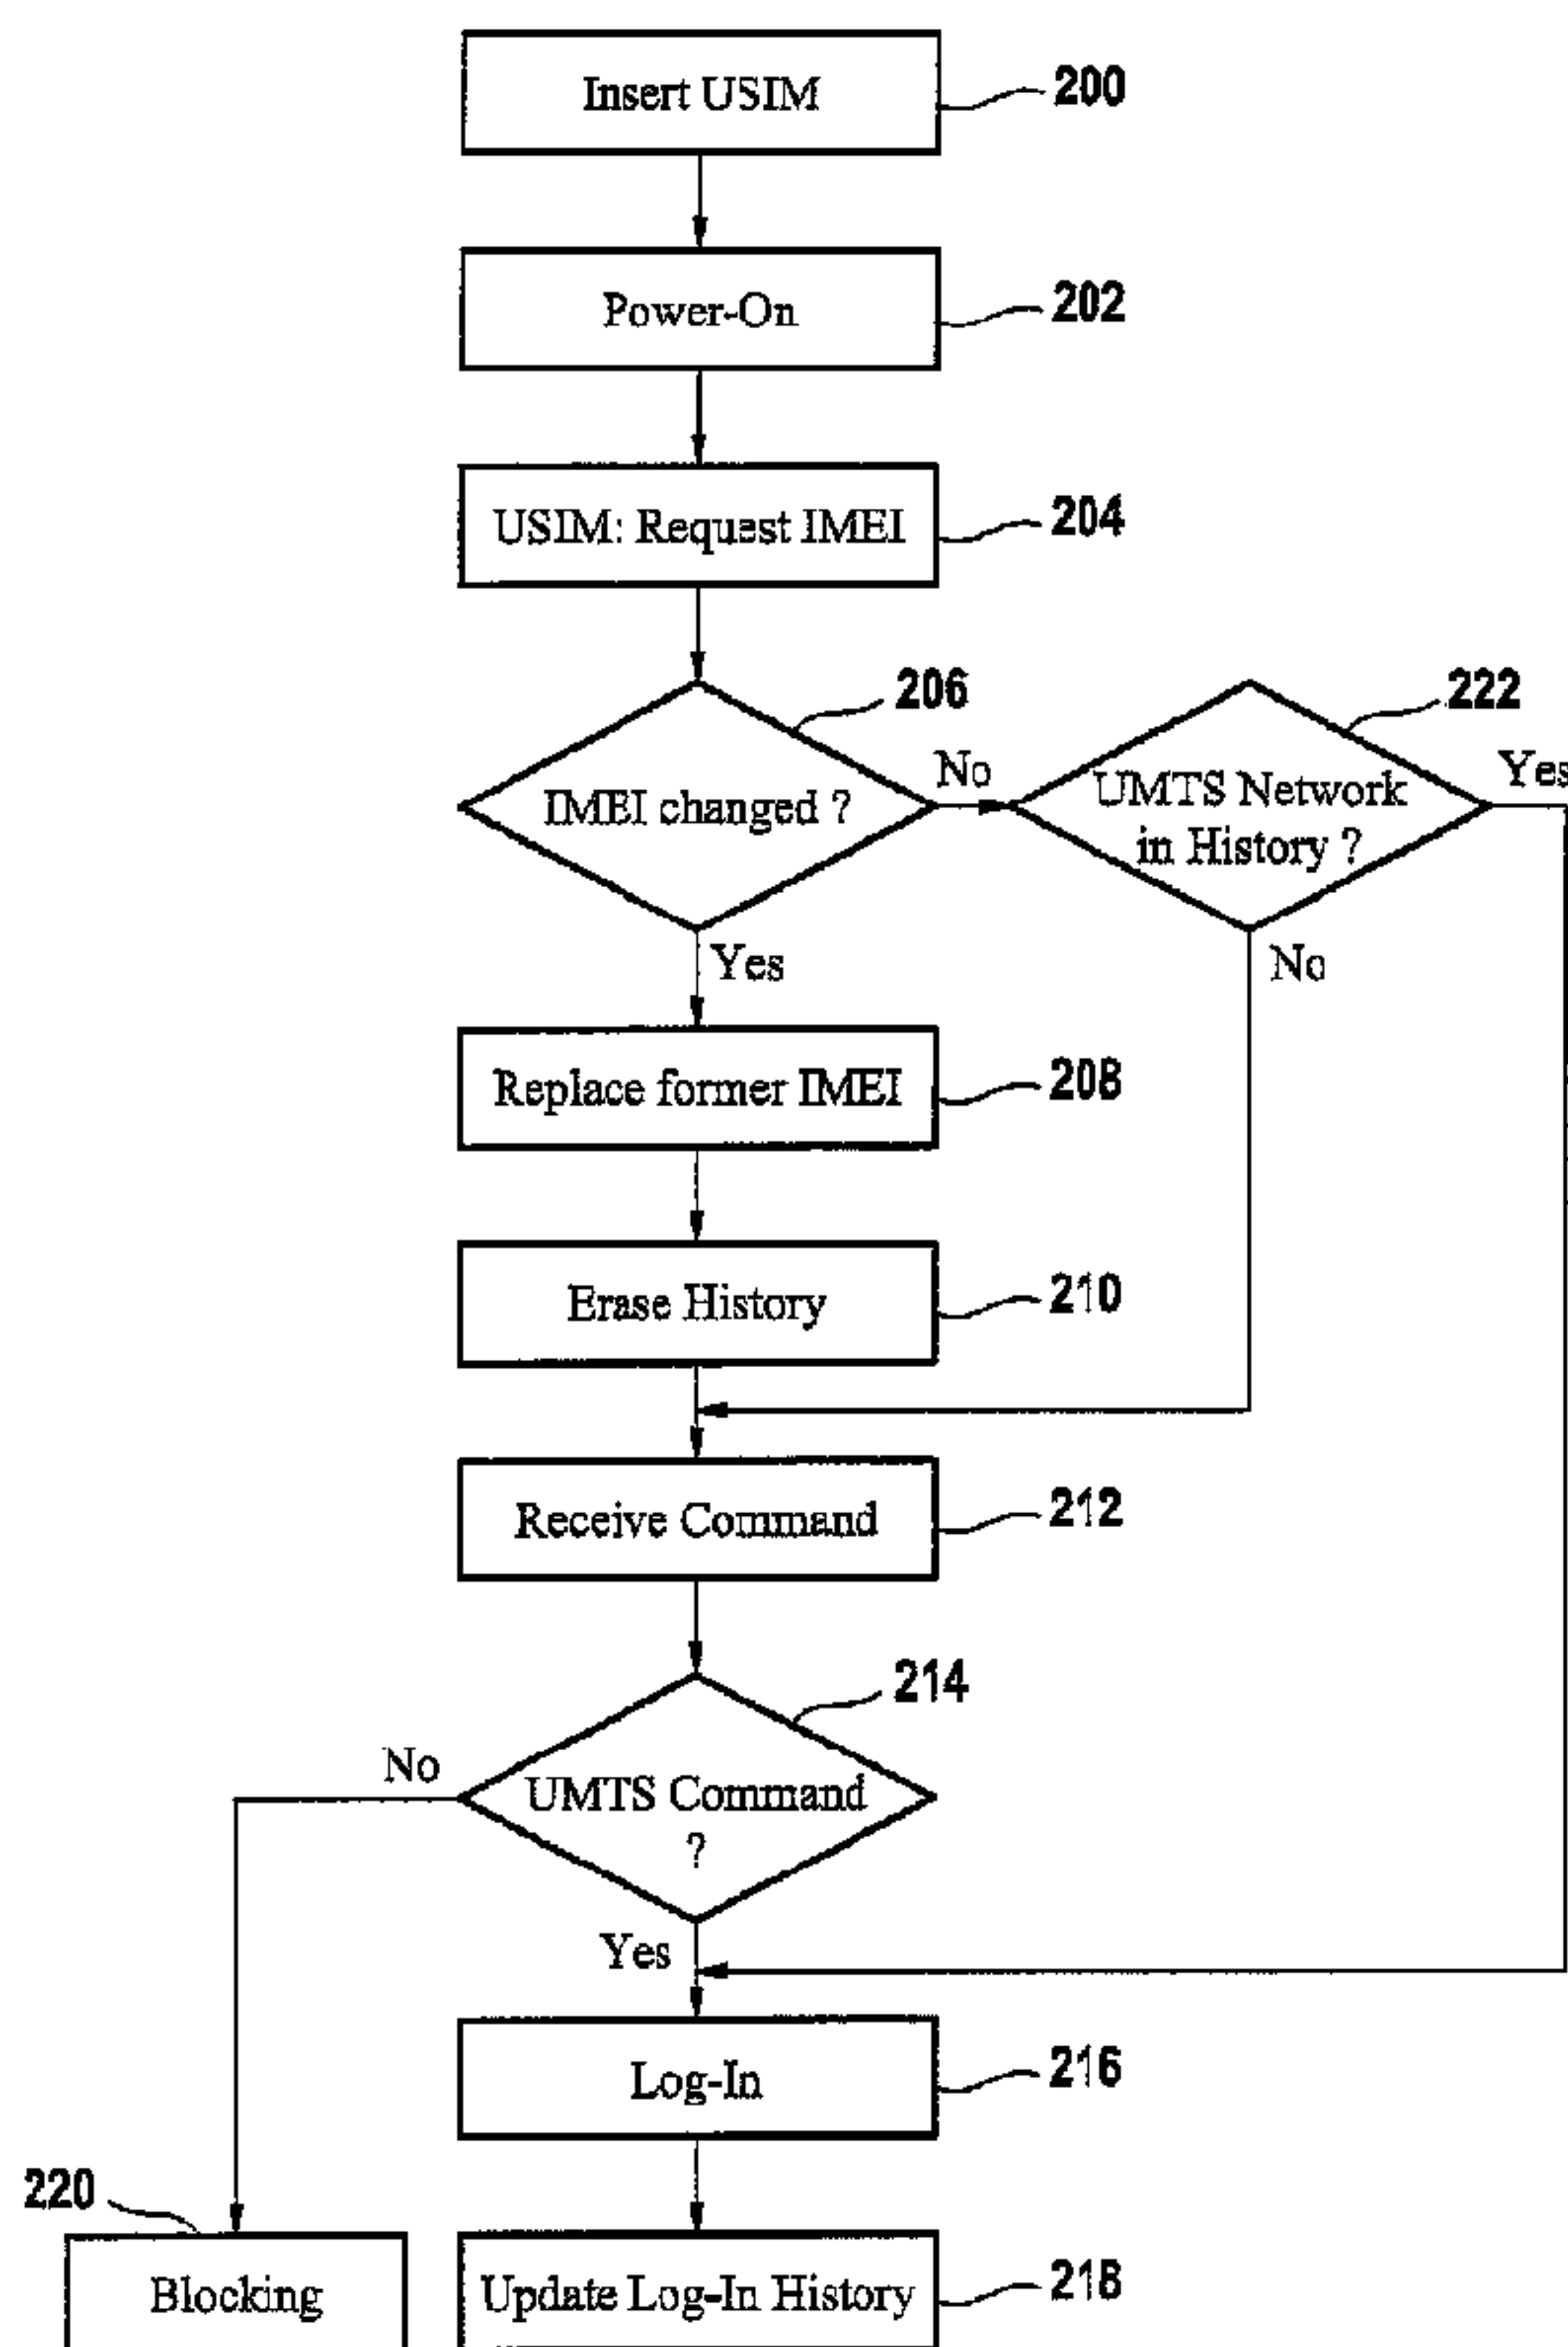 Insert USIM
200
Power-On
202
USIM: Request IMEI
204
206
222
IMEI changed ?
No
UMTS Network
in History ?
Yes
Yes
No
Replace former IMEI
208
Erase History
210
Receive Command
212
214
No
UMTS Command
?
Yes
Log-In
216
220
Blocking
Update Log-In History
218